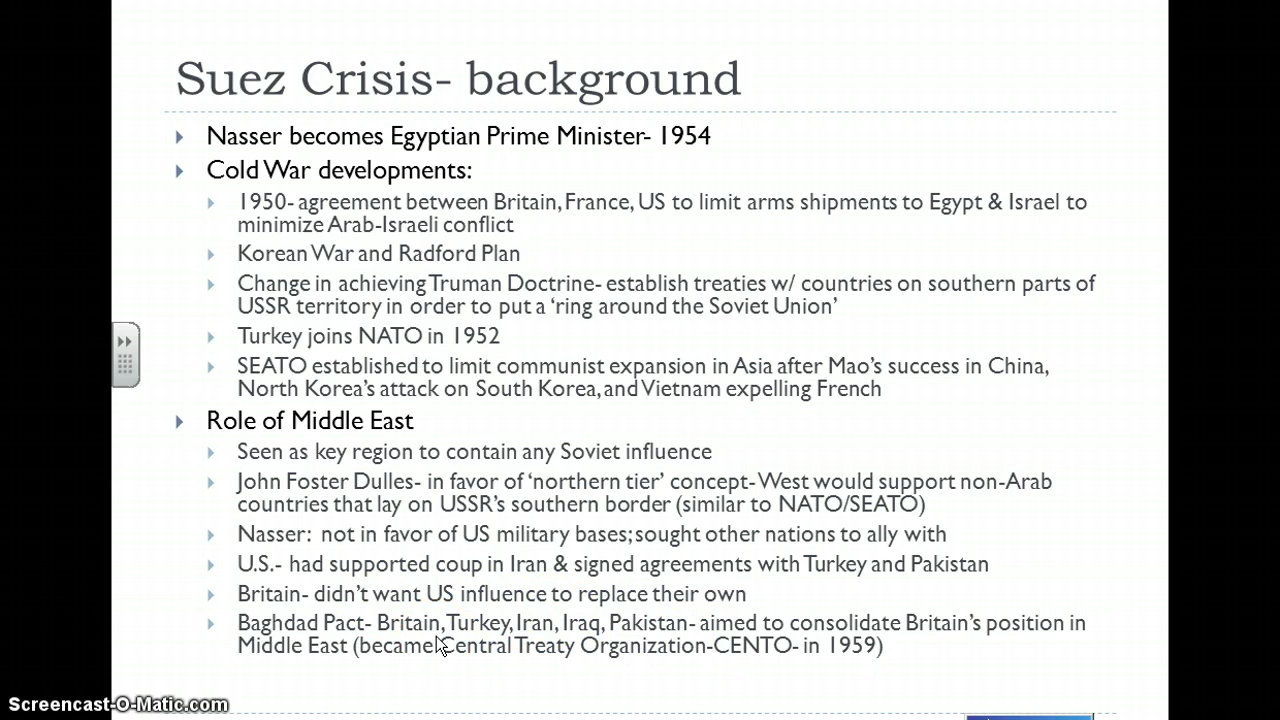 Suez Crisis- background
Nasser becomes Egyptian Prime Minister- 1954
Cold War developments:
1950- agreement between Britain, France, US to limit arms shipments to Egypt & Israel to
minimize Arab-Israeli conflict
Korean War and Radford Plan
Change in achieving Truman Doctrine- establish treaties w/ countries on southern parts of
USSR territory in order to put a ‘ring around the Soviet Union’
Turkey joins NATO in 1952
SEATO established to limit communist expansion in Asia after Mao’s success in China,
North Korea’s attack on South Korea, and Vietnam expelling French
Role of Middle East
Seen as key region to contain any Soviet influence
John Foster Dulles- in favor of ‘northern tier’ concept- West would support non-Arab
countries that lay on USSR’s southern border (similar to NATO/SEATO)
Nasser: not in favor of US military bases; sought other nations to ally with
U.S.- had supported coup in Iran & signed agreements with Turkey and Pakistan
Britain- didn’t want US influence to replace their own
Baghdad Pact- Britain, Turkey, Iran, Iraq, Pakistan- aimed to consolidate Britain’s position in
Middle East (became Central Treaty Organization-CENTO- in 1959)
Screencast-O-Matic.com